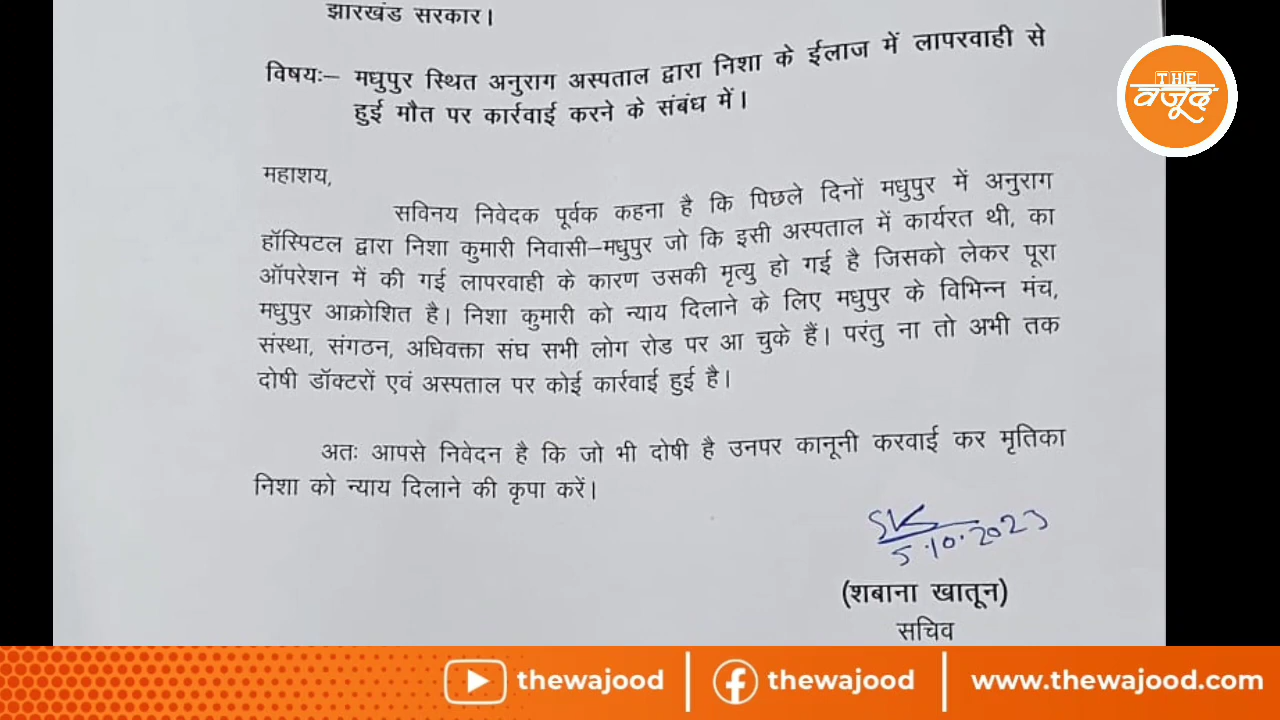 झारखंड सरकार।
विषयः– मधुपुर स्थित अनुराग अस्पताल द्वारा निशा के ईलाज में लापरवाही से
हुई मौत पर कार्रवाई करने के संबंध में।
THE
वजूद
महाशय,
सविनय निवेदक पूर्वक कहना है कि पिछले दिनों मधुपुर में अनुराग
हॉस्पिटल द्वारा निशा कुमारी निवासी–मधुपुर जो कि इसी अस्पताल में कार्यरत थी, का
ऑपरेशन में की गई लापरवाही के कारण उसकी मृत्यु हो गई है जिसको लेकर पूरा
मधुपुर आक्रोशित है। निशा कुमारी को न्याय दिलाने के लिए मधुपुर के विभिन्न मंच,
संस्था, संगठन, अधिवक्ता संघ सभी लोग रोड पर आ चुके हैं। परंतु ना तो अभी तक
दोषी डॉक्टरों एवं अस्पताल पर कोई कार्रवाई हुई है।
अतः आपसे निवेदन है कि जो भी दोषी है उनपर कानूनी करवाई कर मृतिका
निशा को न्याय दिलाने की कृपा करें।
5.10.2023
(शबाना खातून)
सचिव
thewajood
thewajood
www.thewajood.com